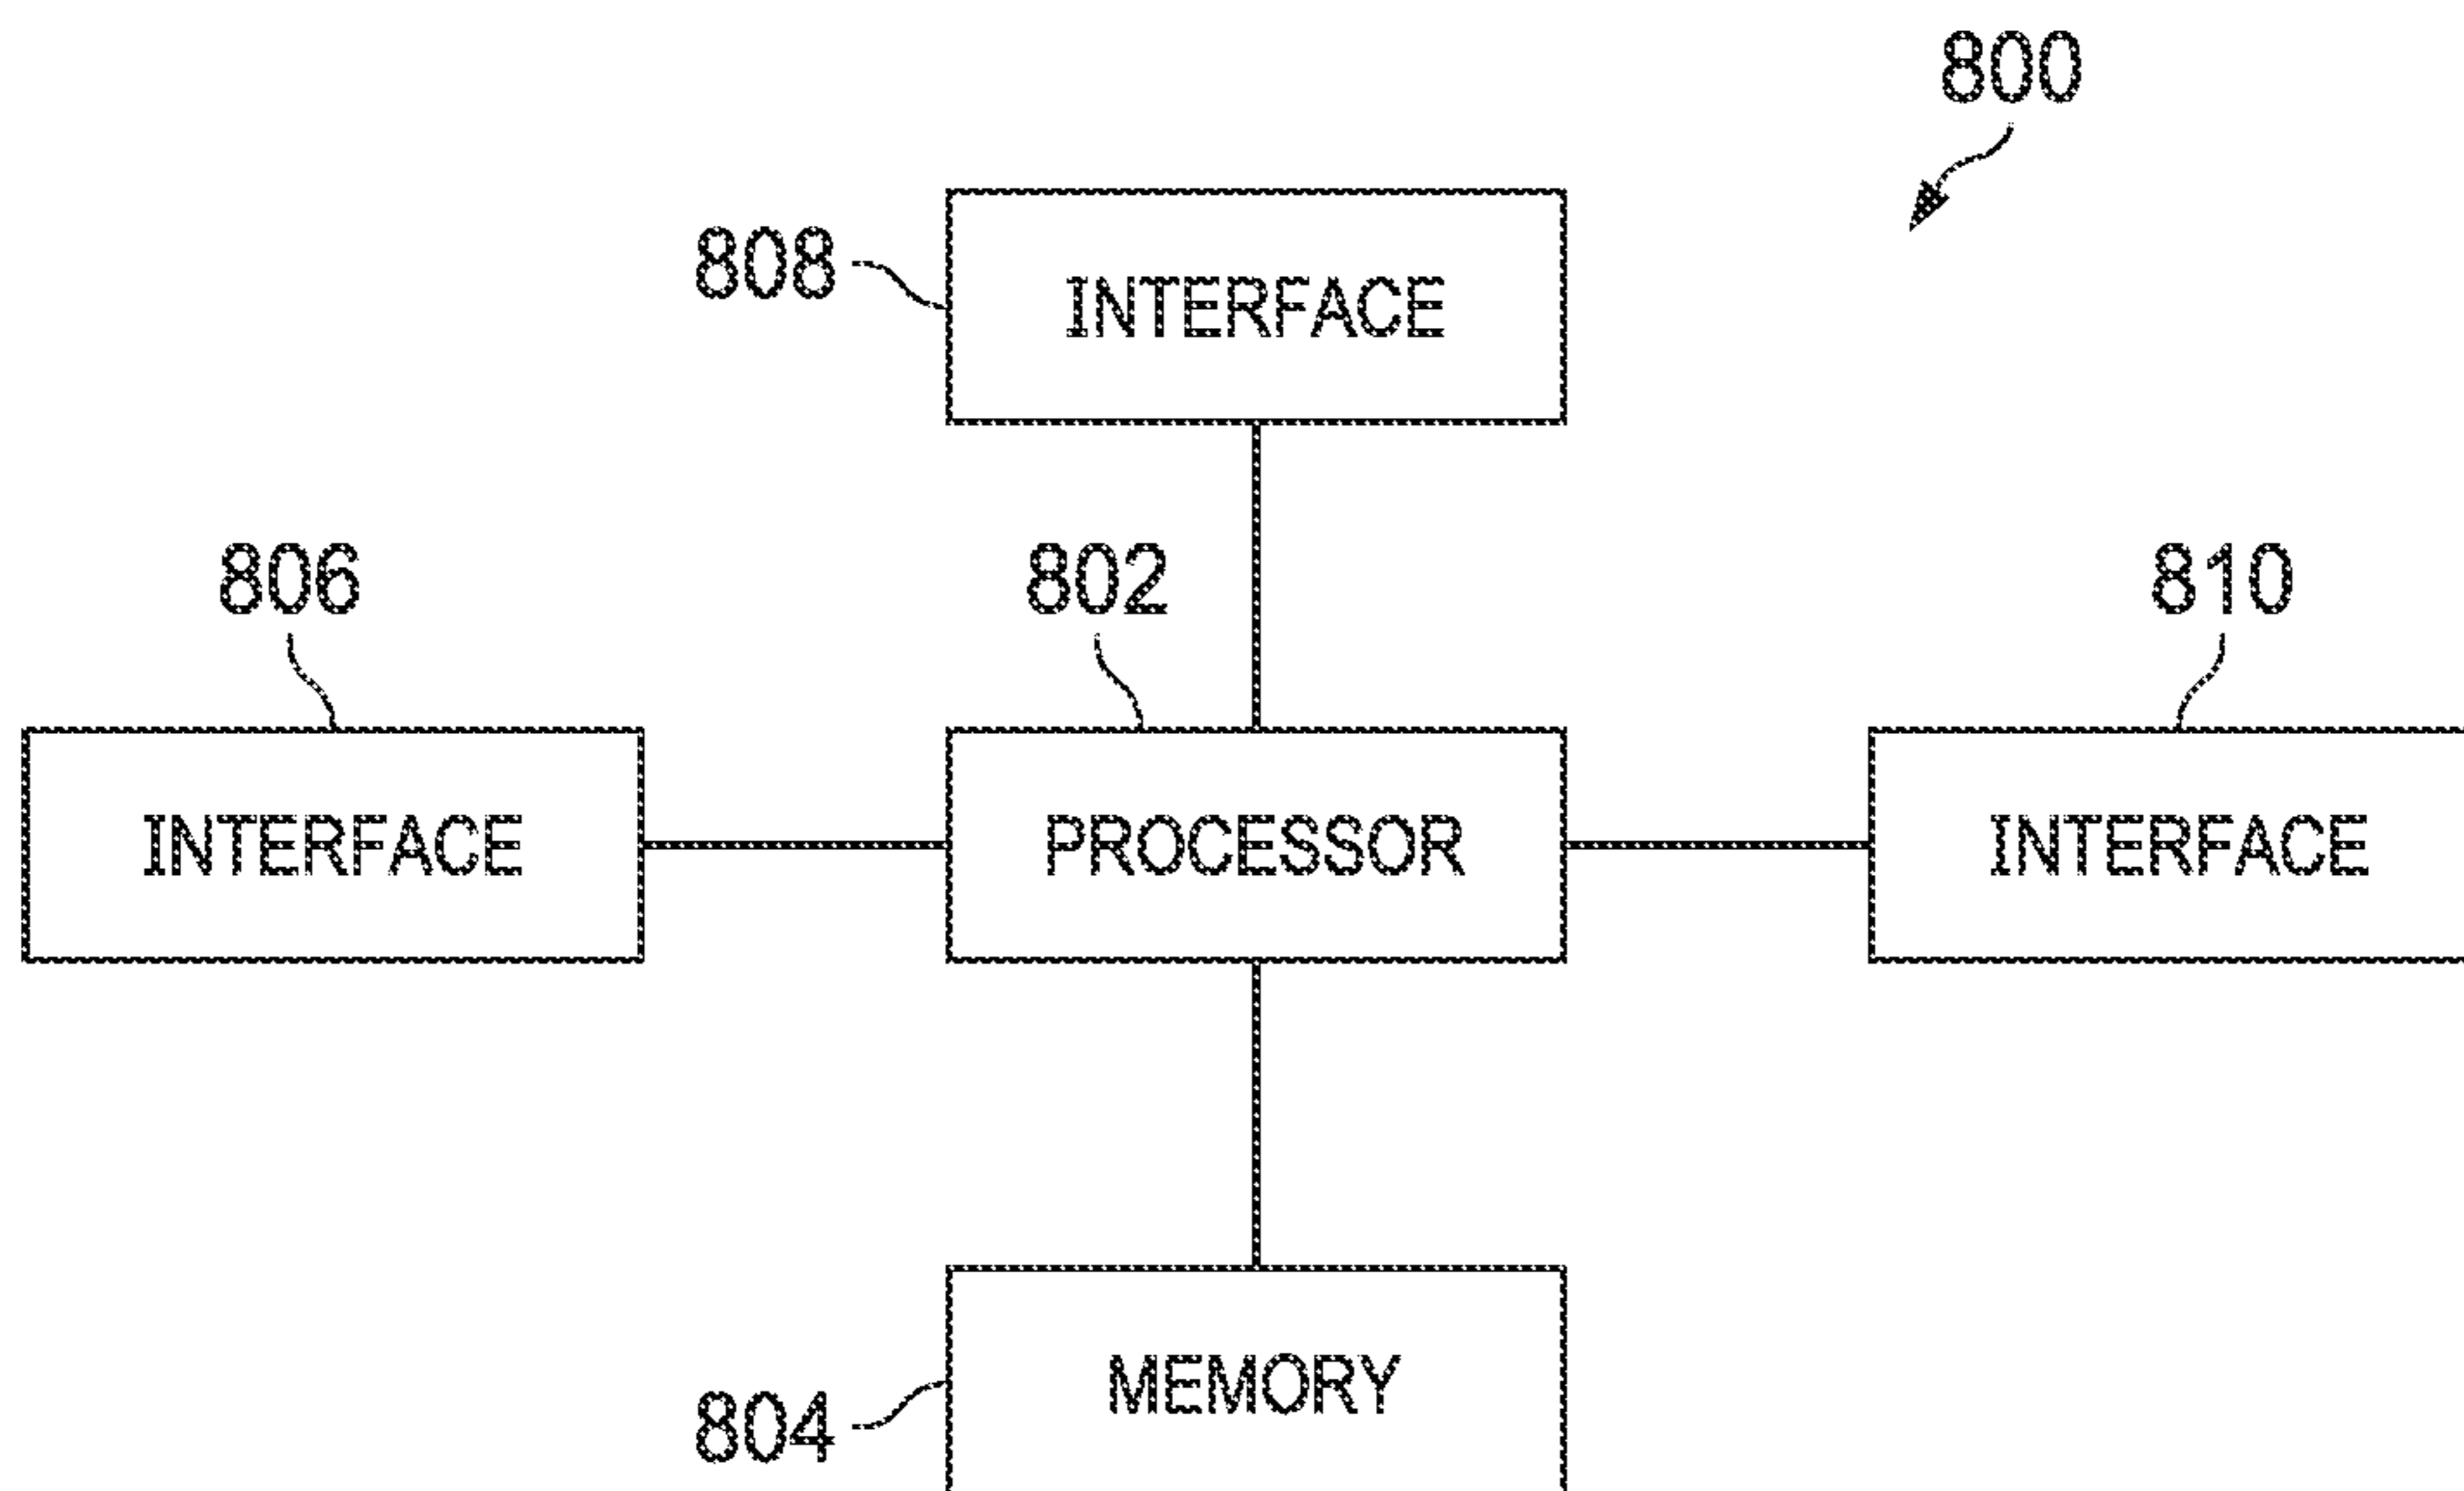 800
808
INTERFACE
806
802
810
INTERFACE
PROCESSOR
INTERFACE
MEMORY
804